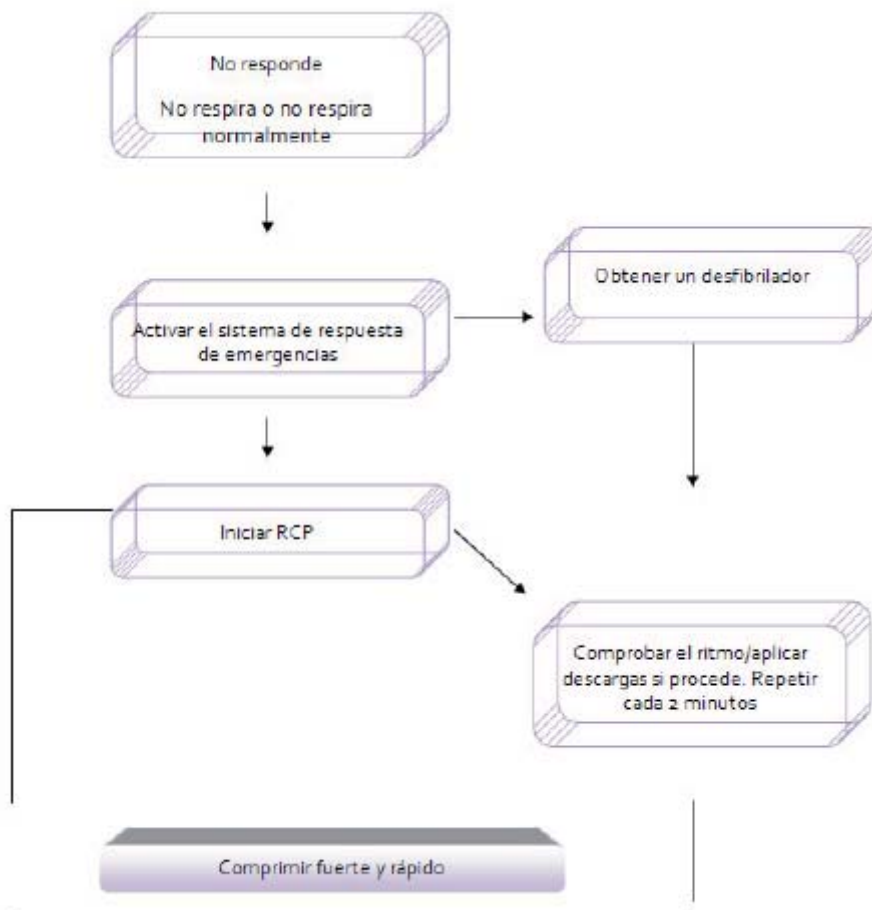 No responde
No respira o no respira
normalmente
Obtener un desfibrilador
Activar el sistema de respuesta
de emergencias
Iniciar RCP
Comprobar el ritmo/aplicar
descargas si procede. Repetir
cada 2 minutos
Comprimir fuerte y rápido